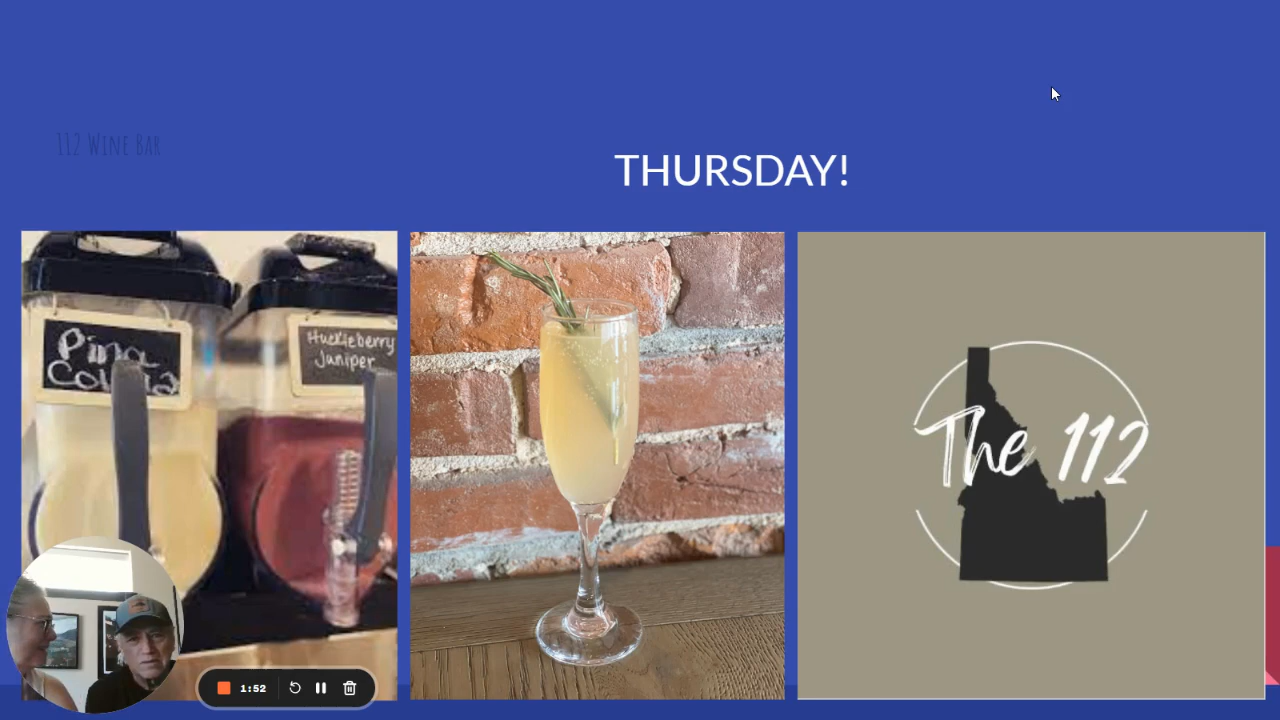 112 Wine Bar
THURSDAY!
Pina
Colada
Huckleberry
Juniper
The 112
1:52